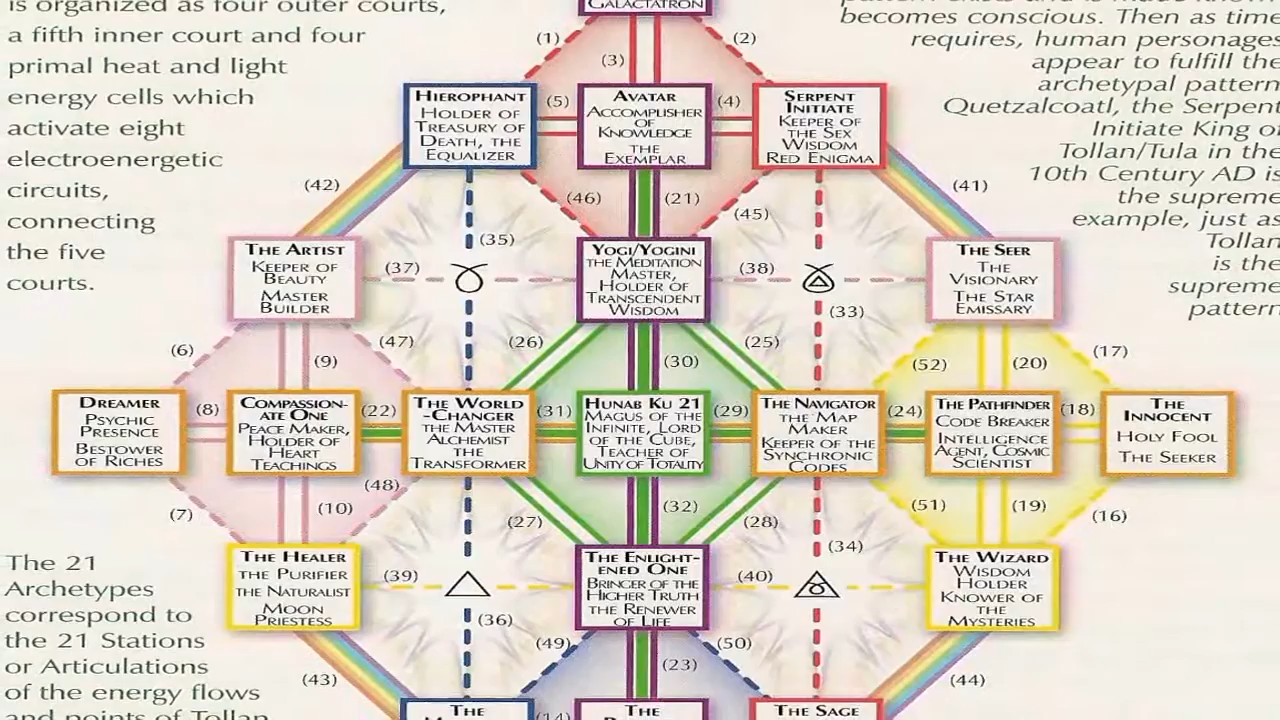 is organized as four outer courts,
a fifth inner court and four
primal heat and light
energy cells which
activate eight
electroenergetic
circuits,
connecting
the five
courts.
becomes conscious. Then as time
requires, human personages
appear to fulfill the
archetypal pattern
Quetzalcoatl, the Serpent
Initiate King of
Tollan/Tula in the
10th Century AD is
the supreme
example, just as
Tollan
is the
supreme
pattern
GALACTATRON
(1)
(2)
(3)
HIEROPHANT
HOLDER OF
TREASURY OF
DEATH, THE
EQUALIZER
(5)
AVATAR
ACCOMPLISHER
OF
KNOWLEDGE
THE
EXEMPLAR
(4)
SERPENT
INITIATE
KEEPER OF
THE SEX
WISDOM
RED ENIGMA
(42)
(46)
(21)
(45)
(41)
(35)
THE ARTIST
KEEPER OF
BEAUTY
MASTER
BUILDER
(37)
YOGI/YOGINI
THE MEDITATION
MASTER,
HOLDER OF
TRANSCENDENT
WISDOM
(38)
THE SEER
THE
VISIONARY
THE STAR
EMISSARY
(33)
(6)
(9)
(47)
(26)
(30)
(25)
(52)
(20)
(17)
DREAMER
PSYCHIC
PRESENCE
BESTOWER
OF RICHES
(8)
COMPASSION-
ATE ONE
PEACE MAKER,
HOLDER OF
HEART
TEACHINGS
(22)
THE WORLD
-CHANGER
THE MASTER
ALCHEMIST
THE
TRANSFORMER
(31)
HUNAB KU 21
MAGUS OF THE
INFINITE, LORD
OF THE CUBE,
TEACHER OF
UNITY OF TOTALITY
(29)
THE NAVIGATOR
THE MAP
MAKER
KEEPER OF THE
SYNCHRONIC
CODES
(24)
THE PATHFINDER
CODE BREAKER
INTELLIGENCE
AGENT, COSMIC
SCIENTIST
(18)
THE
INNOCENT
HOLY FOOL
THE SEEKER
(7)
(10)
(48)
(27)
(32)
(28)
(51)
(19)
(16)
(34)
THE HEALER
THE PURIFIER
THE NATURALIST
MOON
PRIESTESS
(39)
THE ENLIGHT-
ENED ONE
BRINGER OF THE
HIGHER TRUTH
THE RENEWER
OF LIFE
(40)
THE WIZARD
WISDOM
HOLDER
KNOWER OF
THE
MYSTERIES
(36)
(49)
(50)
(43)
(23)
(44)
THE
(14)
THE
THE SAGE
The 21
Archetypes
correspond to
the 21 Stations
or Articulations
of the energy flows
and points of Tollan